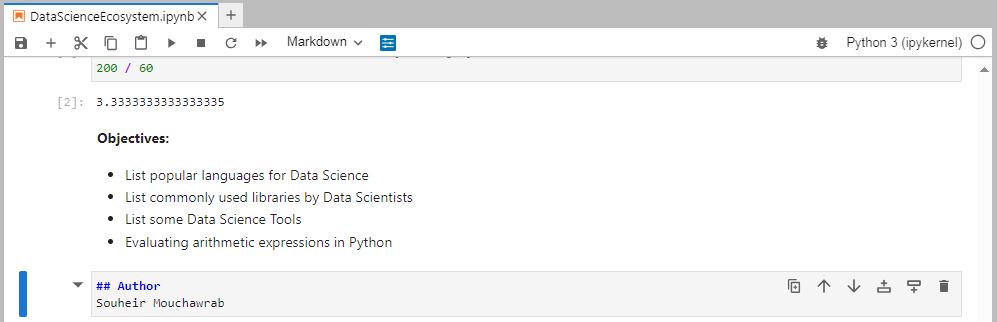 DataScienceEcosystem.ipynb
Markdown
Python 3 (ipykernel)
200 / 60
[2]: 3.3333333333333335
Objectives:
• List popular languages for Data Science
• List commonly used libraries by Data Scientists
• List some Data Science Tools
• Evaluating arithmetic expressions in Python
## Author
Souheir Mouchawrab